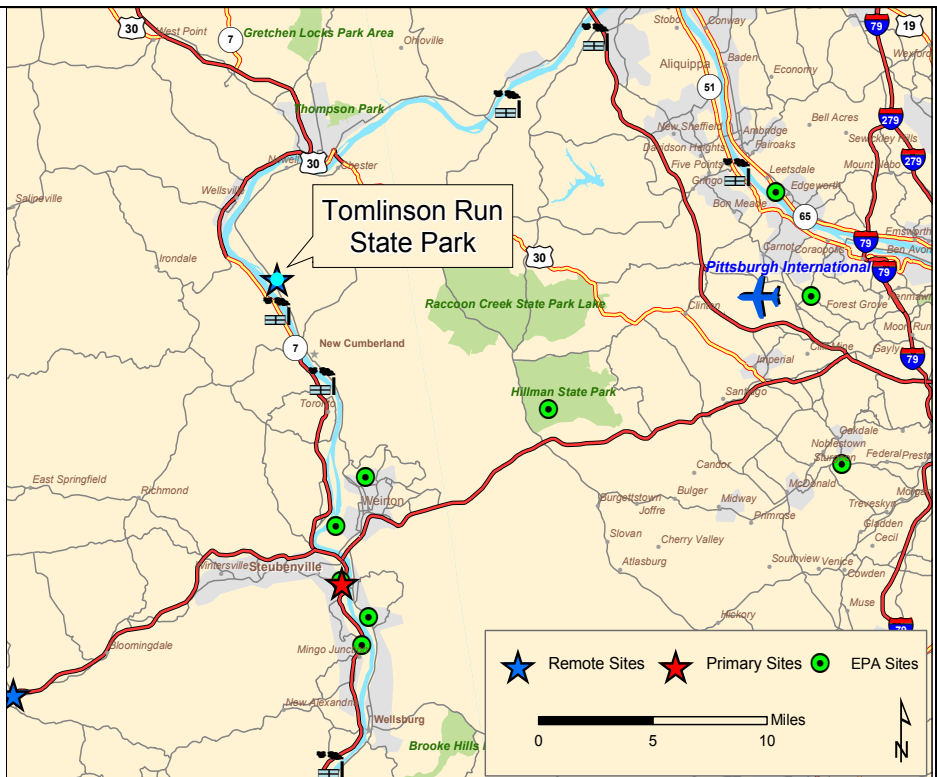 30
West Point
7
Gretchen Locks Park Area
Ohioville
Stobo
Conway
79
19
Wexford
Baden
Aliquippa
Economy
51
Thompson Park
279
Bell Acres
Sewickley Hills
New Sheffield
Ambridge
Fairoaks
Davidson Heights
Newell
30
Chester
Five Points
Gringo
Leetsdale
Mount Nebo
279
Wellsville
Edgeworth
Salineville
Bon Meade
65
Tomlinson Run
State Park
Emsworth
Carnot
Coraopolis
79
Ben Avon
Irondale
30
Pittsburgh International
79
Raccoon Creek State Park Lake
Clinton
Forest Grove
Moon Run
7
New Cumberland
Imperial
Gayly
79
Hillman State Park
Santiago
Toronto
Oakdale
Noblestown
Sturgeon
Federal
Candor
McDonald
East Springfield
Richmond
Weirton
Burgettstown
Bulger
Midway
Joffre
Treveskyn
Primrose
Gladden
Slovan
Cherry Valley
Cecil
Wintersville
Steubenville
Atlasburg
Southview
Venice
Cowden
Muse
Hickory
79
Bloomingdale
Mingo Junct
Remote Sites
Primary Sites
EPA Sites
New Alexandri
Wellsburg
Miles
Brooke Hills
0
5
10
N